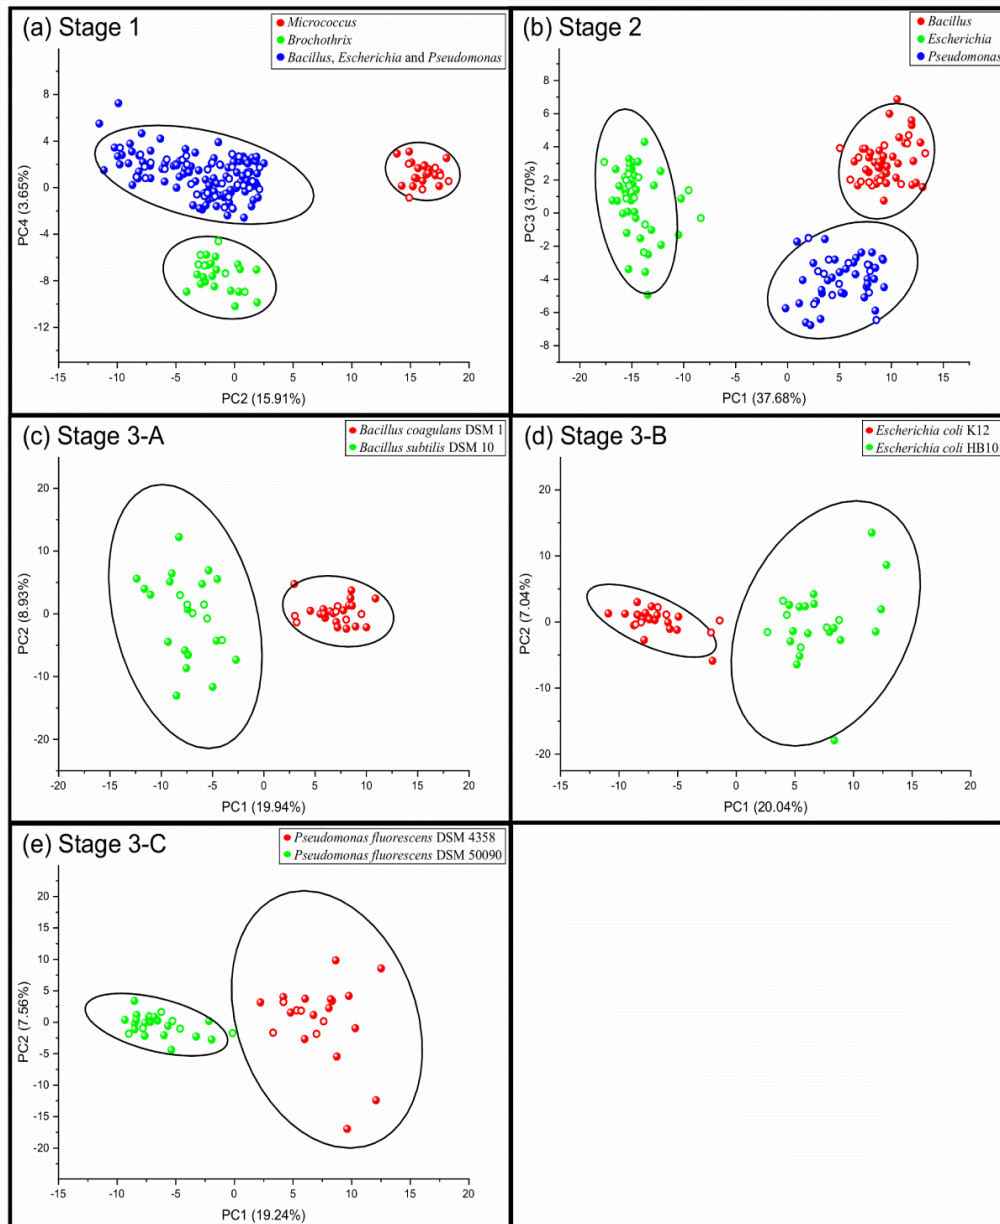 (a) Stage 1
Micrococcus
Brochothrix
Bacillus, Escherichia and Pseudomonas
8
4
0
-4
-8
-12
PC4 (3.65%)
-15
-10
-5
0
5
10
15
20
PC2 (15.91%)
(b) Stage 2
Bacillus
Escherichia
Pseudomonas
8
6
4
2
0
-2
-4
-6
-8
PC3 (3.70%)
-20
-15
-10
-5
0
5
10
15
PC1 (37.68%)
(c) Stage 3-A
Bacillus coagulans DSM 1
Bacillus subtilis DSM 10
20
10
0
-10
-20
PC2 (8.93%)
-20
-15
-10
-5
0
5
10
15
20
PC1 (19.94%)
(d) Stage 3-B
Escherichia coli K12
Escherichia coli HB10
20
10
0
-10
-20
PC2 (7.04%)
-15
-10
-5
0
5
10
15
20
PC1 (20.04%)
(e) Stage 3-C
Pseudomonas fluorescens DSM 4358
Pseudomonas fluorescens DSM 50090
20
15
10
5
0
-5
-10
-15
-20
PC2 (7.56%)
-15
-10
-5
0
5
10
15
20
PC1 (19.24%)